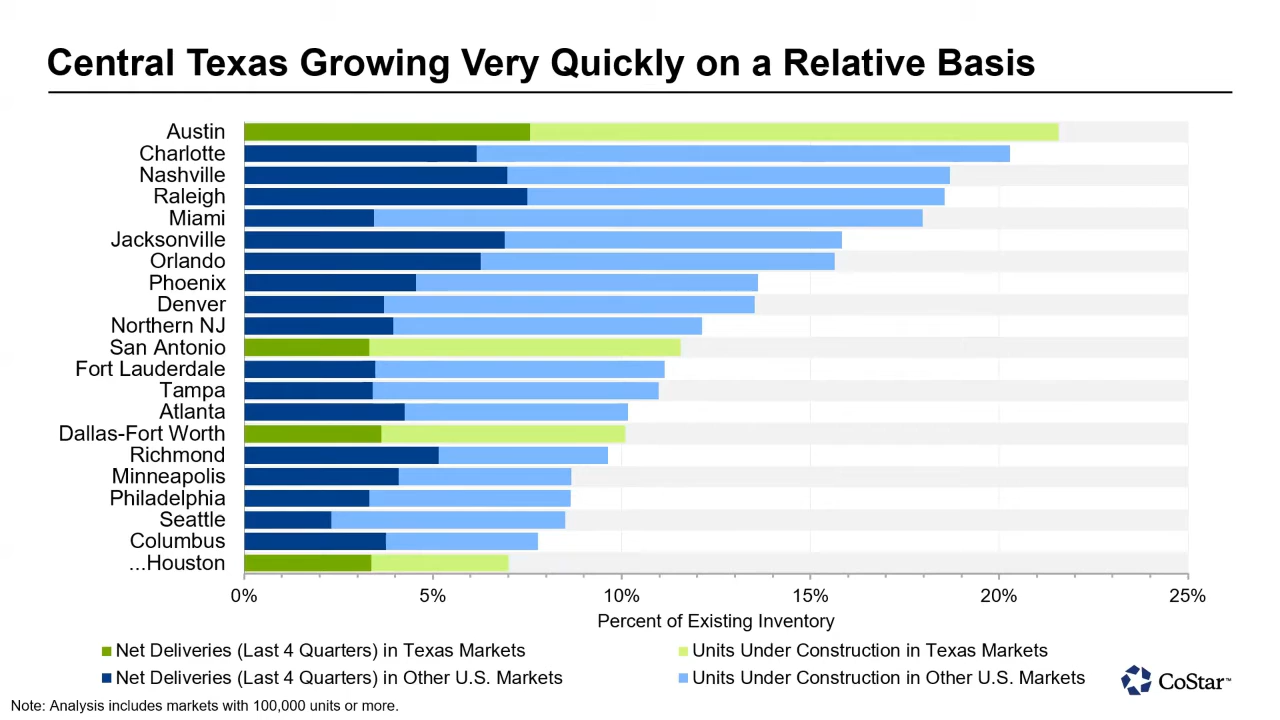 Central Texas Growing Very Quickly on a Relative Basis
Austin
Charlotte
Nashville
Raleigh
Miami
Jacksonville
Orlando
Phoenix
Denver
Northern NJ
San Antonio
Fort Lauderdale
Tampa
Atlanta
Dallas-Fort Worth
Richmond
Minneapolis
Philadelphia
Seattle
Columbus
...Houston
0% 5% 10% 15% 20% 25%
Percent of Existing Inventory
Net Deliveries (Last 4 Quarters) in Texas Markets Units Under Construction in Texas Markets
Net Deliveries (Last 4 Quarters) in Other U.S. Markets Units Under Construction in Other U.S. Markets
CoStar™
Note: Analysis includes markets with 100,000 units or more.